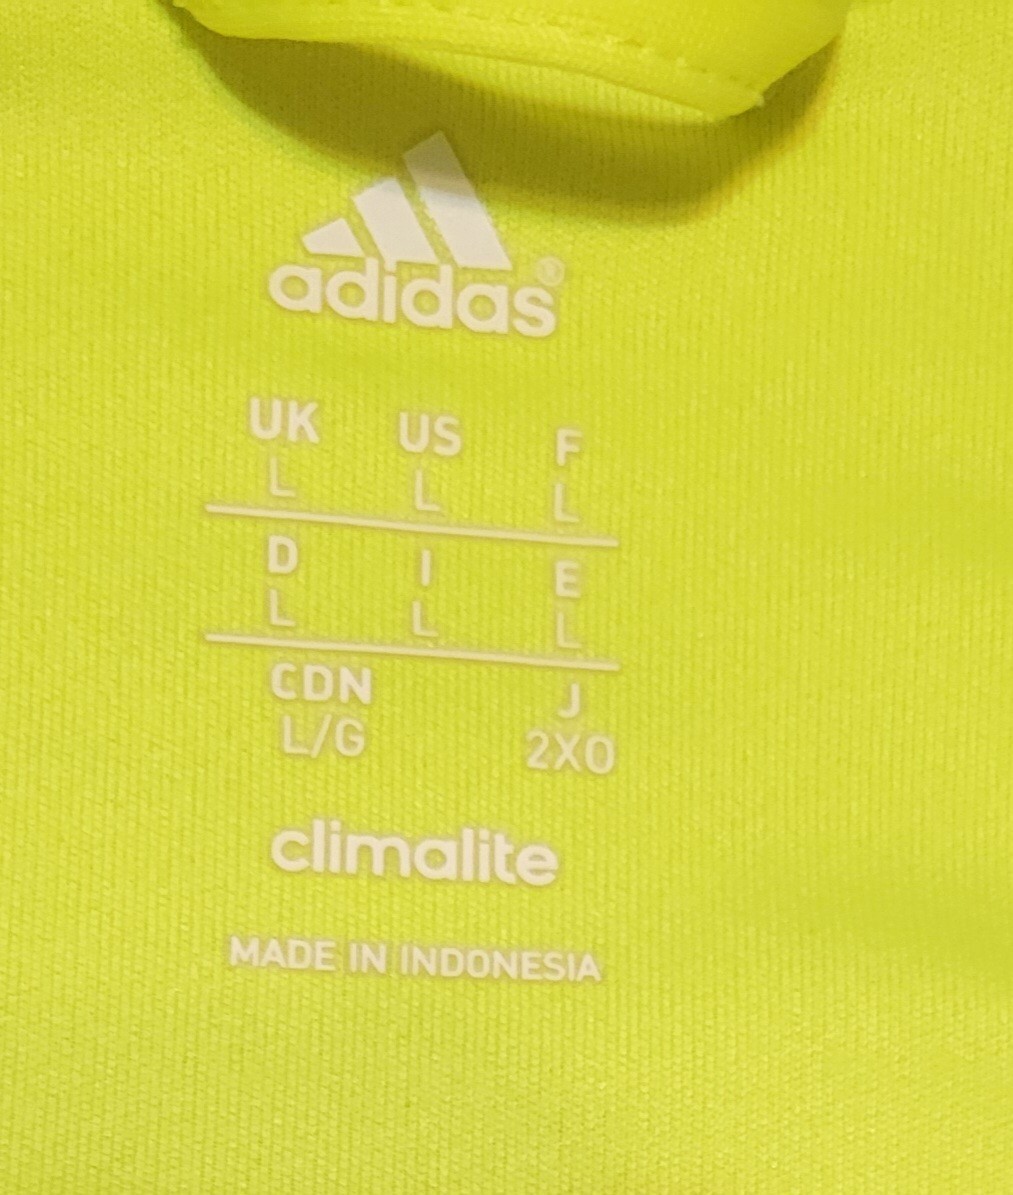 adidas®
UK US F
L L L
D I E
L L L
CDN J
L/G 2XO
climalite
MADE IN INDONESIA